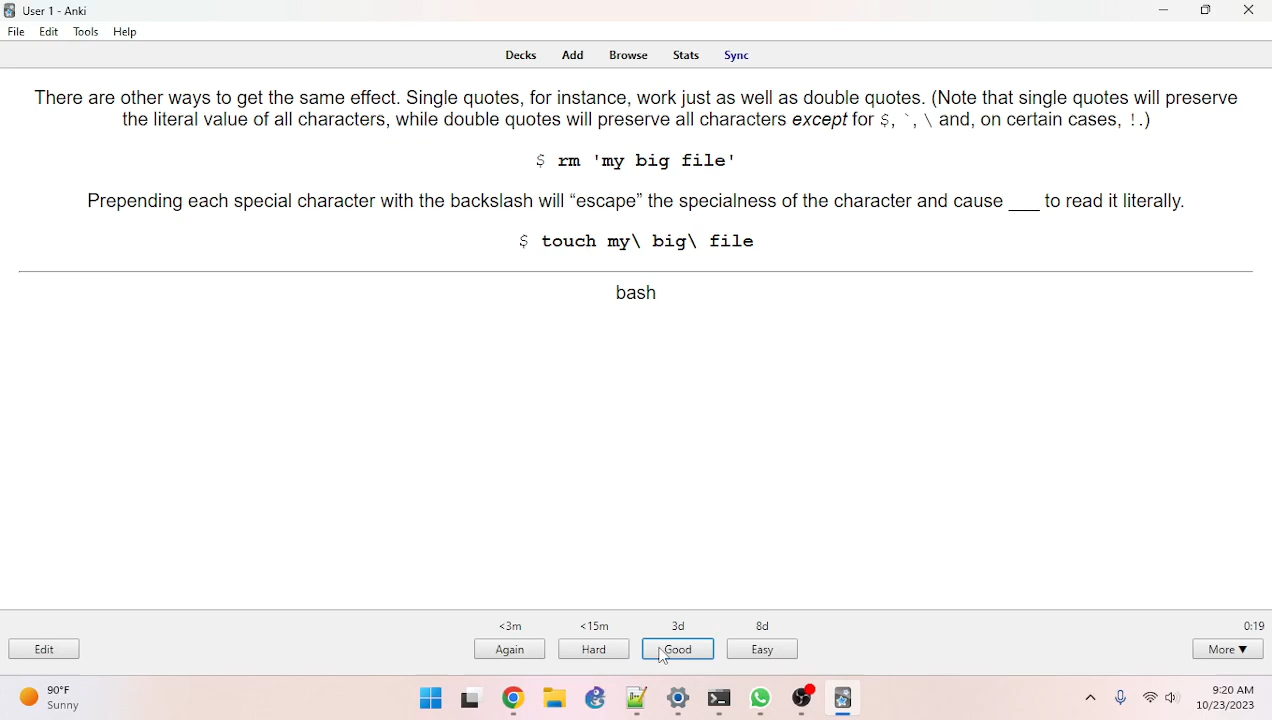 User 1 - Anki
File Edit Tools Help
Decks Add Browse Stats Sync
There are other ways to get the same effect. Single quotes, for instance, work just as well as double quotes. (Note that single quotes will preserve
the literal value of all characters, while double quotes will preserve all characters except for $, `, \ and, on certain cases, !.)
$ rm 'my big file'
Prepending each special character with the backslash will “escape” the specialness of the character and cause ___ to read it literally.
$ touch my\ big\ file
bash
<3m <15m 3d 8d 0:19
Edit Again Hard Good Easy More ▼
90°F
Sunny
9:20 AM
10/23/2023